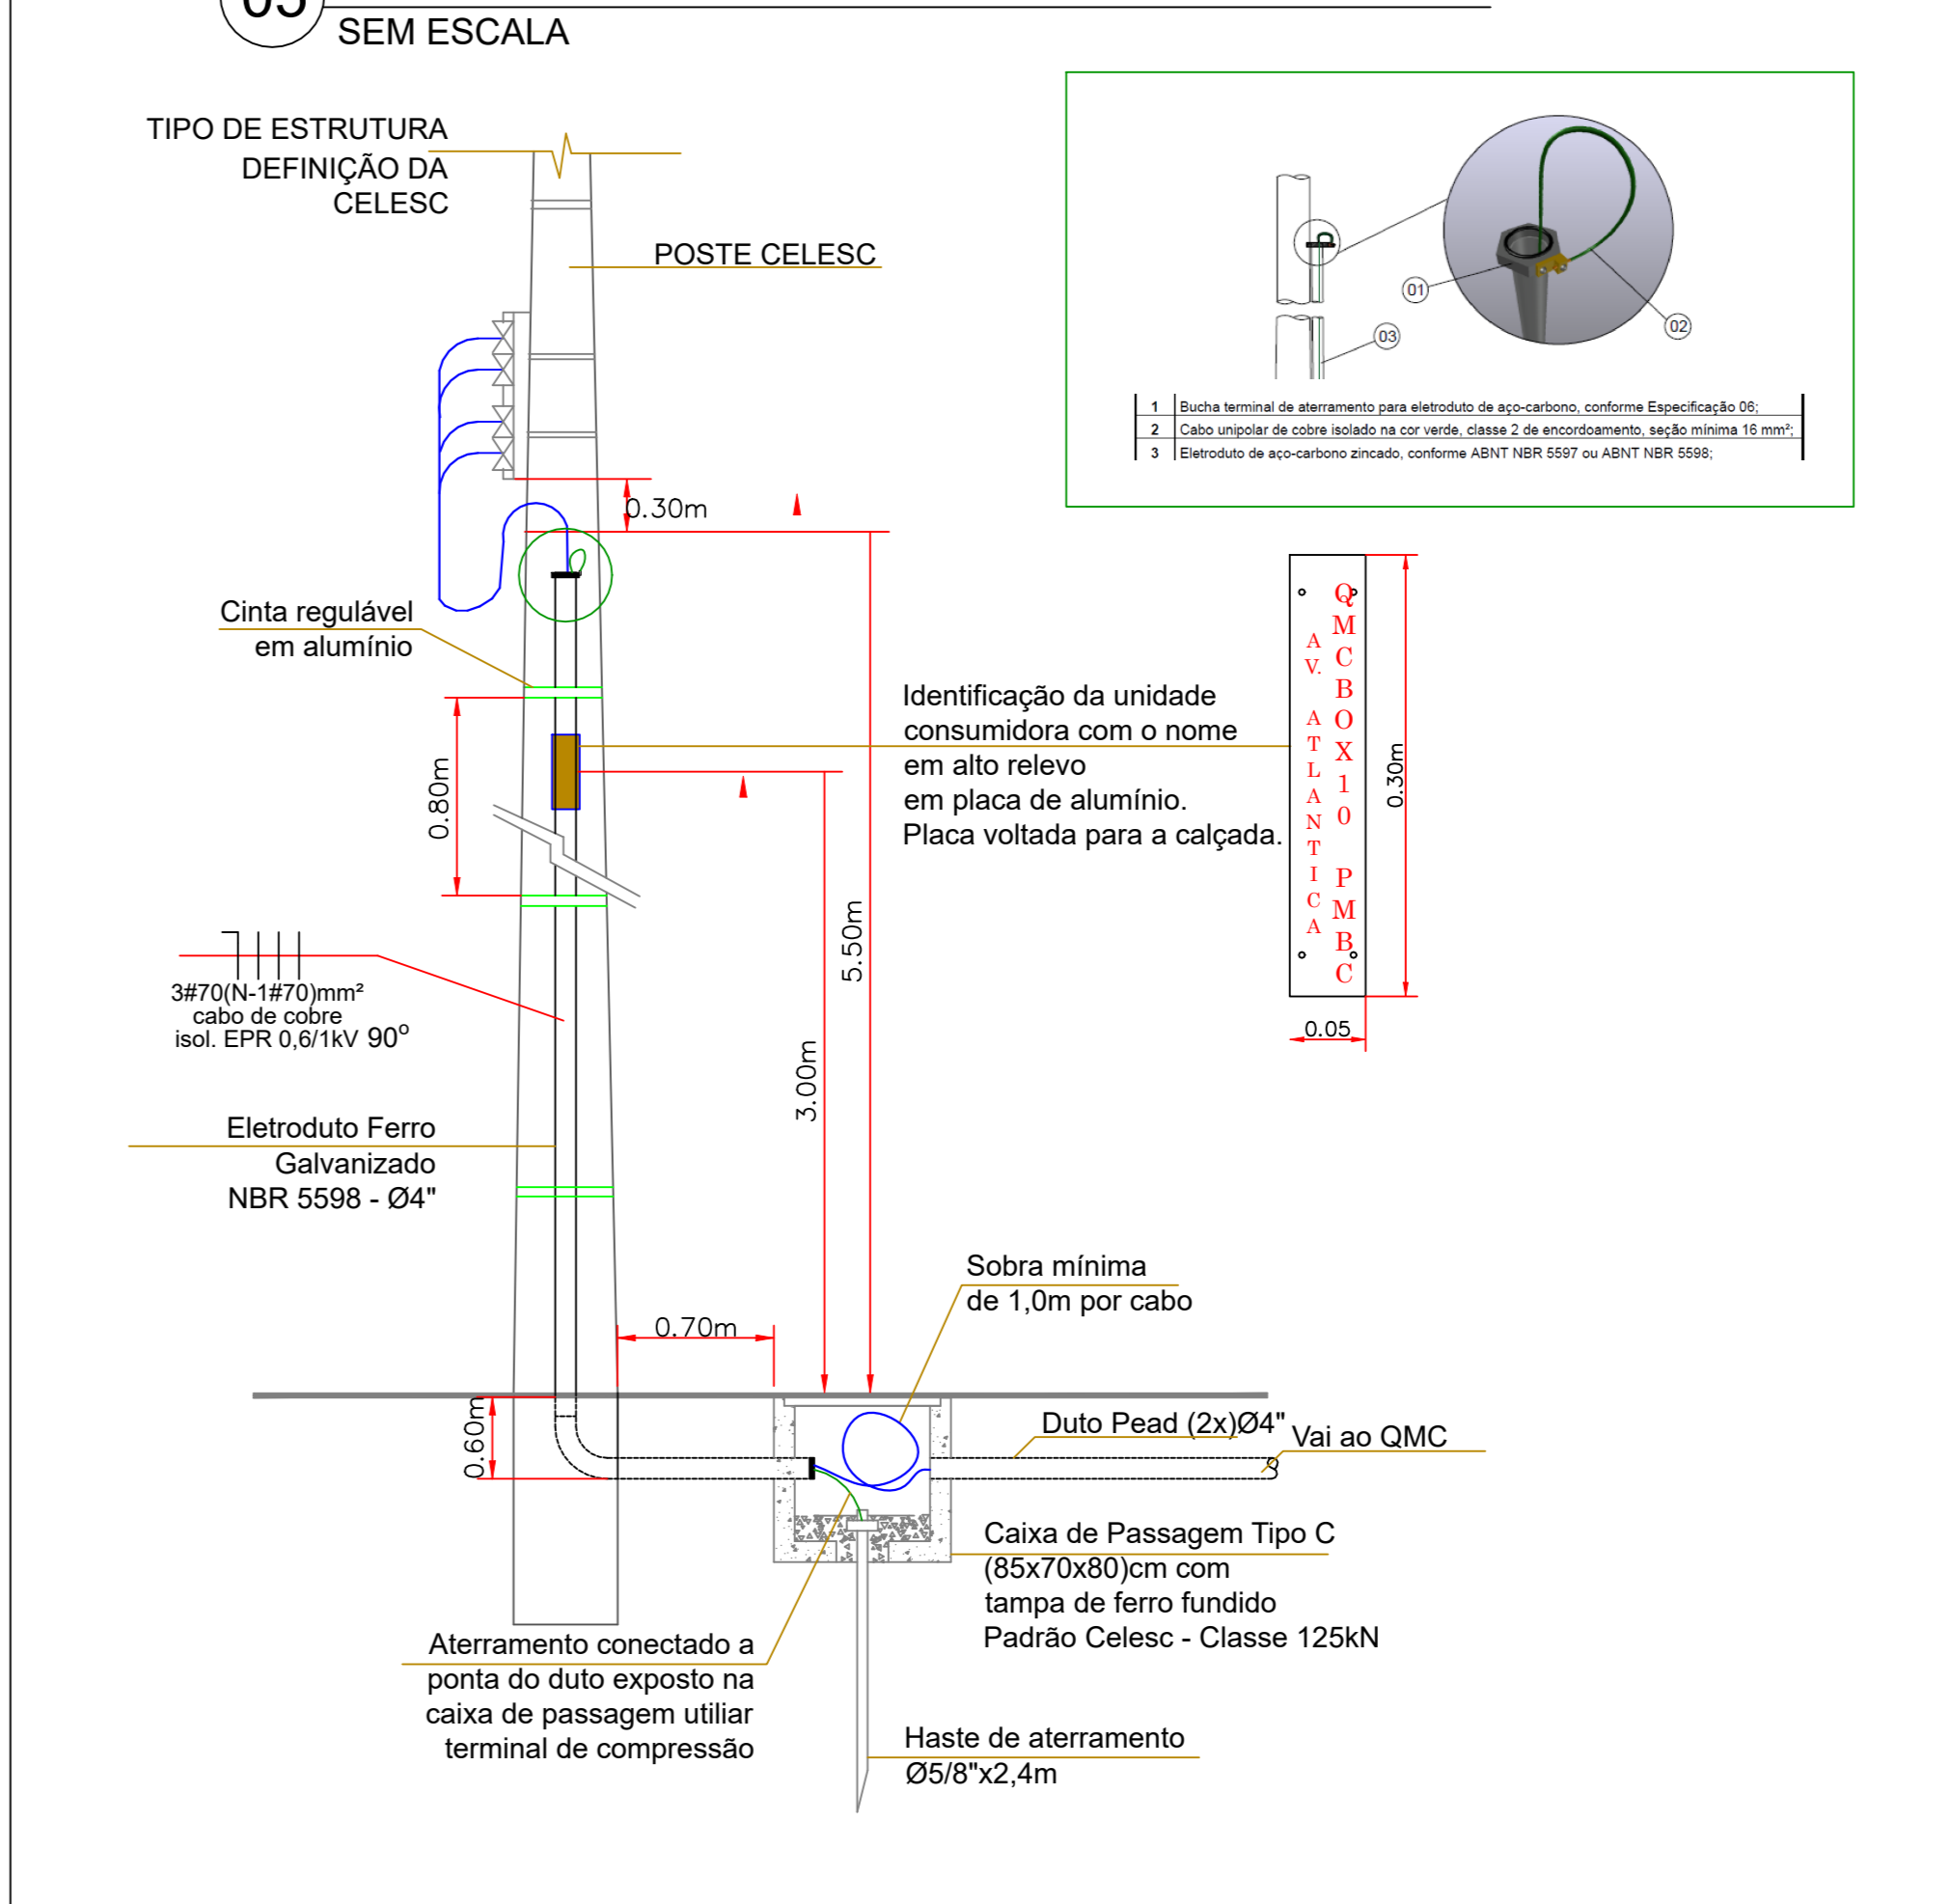 05
SEM ESCALA
TIPO DE ESTRUTURA
DEFINIÇÃO DA
CELESC
POSTE CELESC
01
02
03
1 Bucha terminal de aterramento para eletroduto de aço-carbono, conforme Especificação 06;
2 Cabo unipolar de cobre isolado na cor verde, classe 2 de encordoamento, seção mínima 16 mm²;
3 Eletroduto de aço-carbono zincado, conforme ABNT NBR 5597 ou ABNT NBR 5598;
0.30m
Cinta regulável
em alumínio
Identificação da unidade
consumidora com o nome
em alto relevo
em placa de alumínio.
Placa voltada para a calçada.
QMCBOX10 PMBC
AV. ATLANTICA
0.30m
0.05
0.80m
5.50m
3.00m
3#70(N-1#70)mm²
cabo de cobre
isol. EPR 0,6/1kV 90°
Eletroduto Ferro
Galvanizado
NBR 5598 - Ø4"
Sobra mínima
de 1,0m por cabo
0.70m
0.60m
Duto Pead (2x)Ø4"
Vai ao QMC
Caixa de Passagem Tipo C
(85x70x80)cm com
tampa de ferro fundido
Padrão Celesc - Classe 125kN
Aterramento conectado a
ponta do duto exposto na
caixa de passagem utiliar
terminal de compressão
Haste de aterramento
Ø5/8"x2,4m